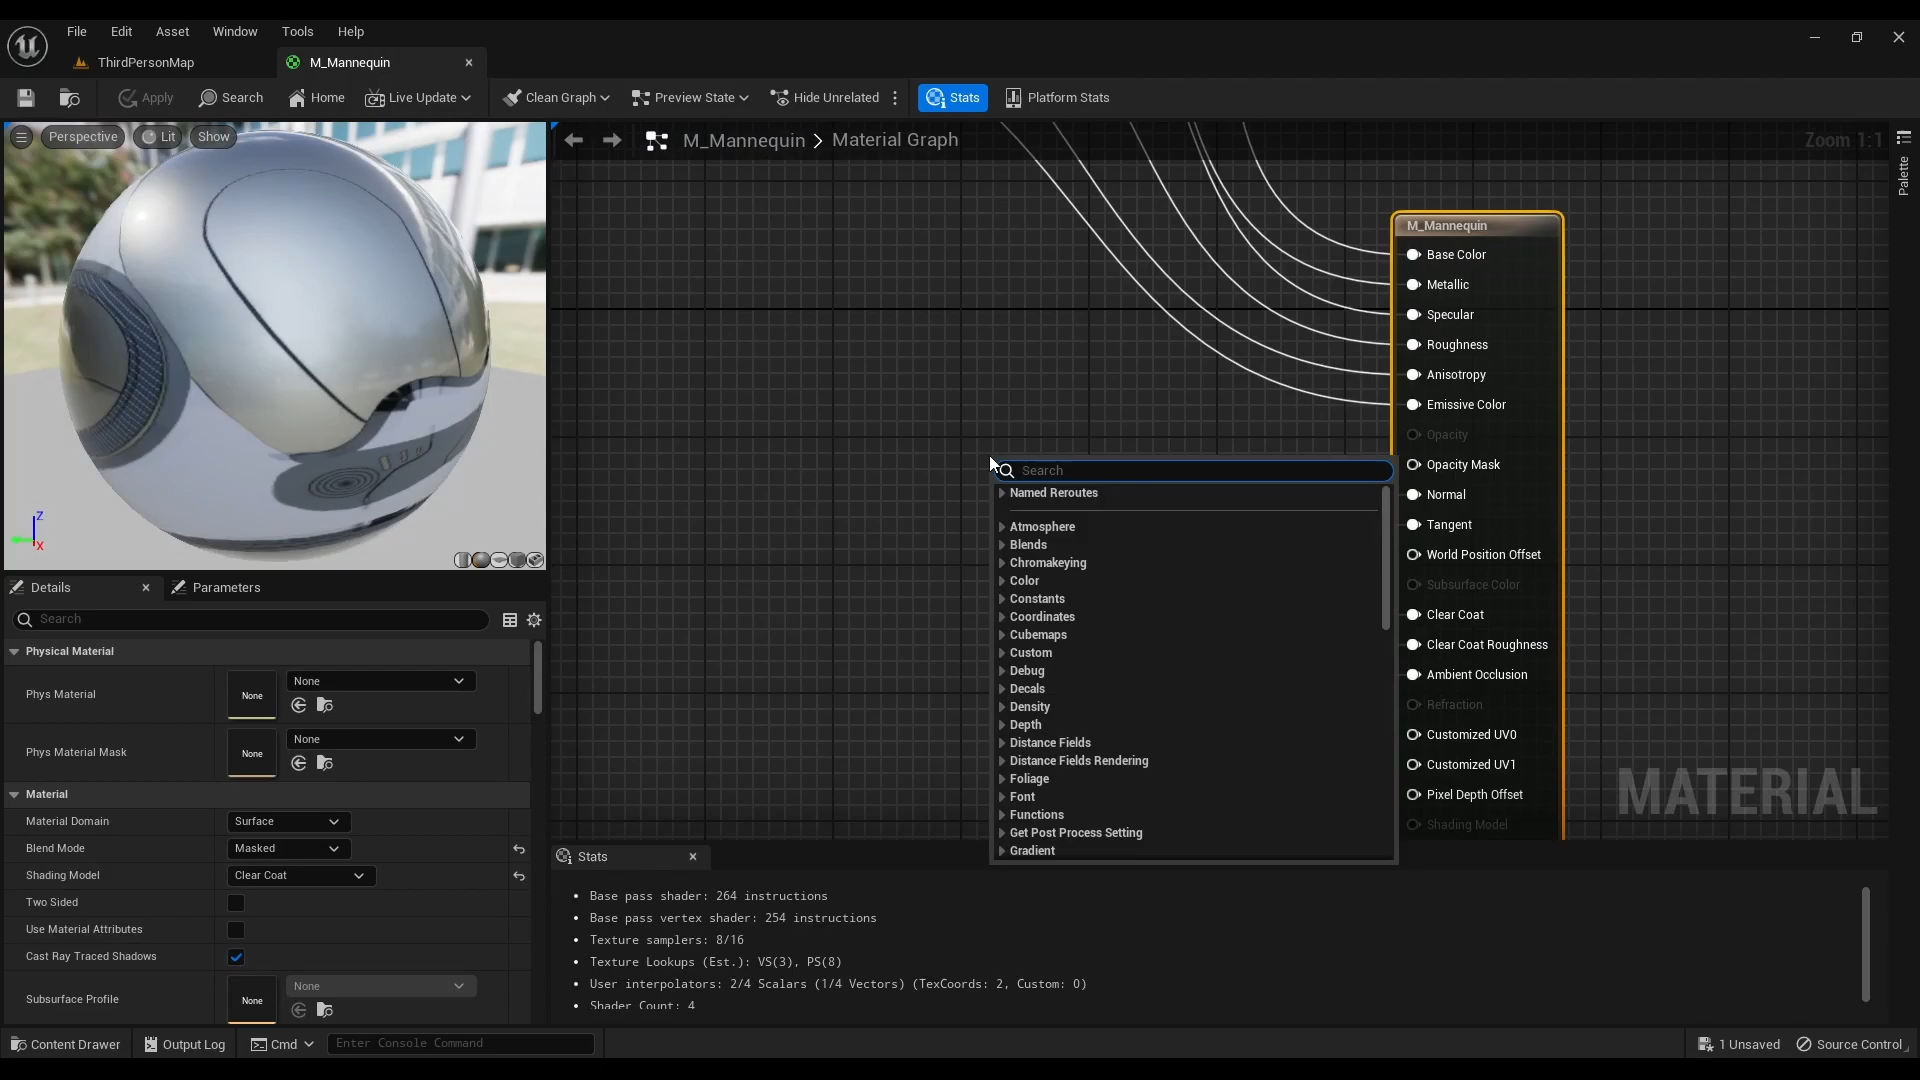 File Edit Asset Window Tools Help
ThirdPersonMap
M_Mannequin
Apply Search Home Live Update Clean Graph Preview State Hide Unrelated Stats Platform Stats
Perspective Lit Show
M_Mannequin > Material Graph
Zoom 1:1
Palette
M_Mannequin
Base Color
Metallic
Specular
Roughness
Anisotropy
Emissive Color
Opacity
Opacity Mask
Normal
Tangent
World Position Offset
Subsurface Color
Clear Coat
Clear Coat Roughness
Ambient Occlusion
Refraction
Customized UV0
Customized UV1
Pixel Depth Offset
Shading Model
MATERIAL
Search
Named Reroutes
Atmosphere
Blends
Chromakeying
Color
Constants
Coordinates
Cubemaps
Custom
Debug
Decals
Density
Depth
Distance Fields
Distance Fields Rendering
Foliage
Font
Functions
Get Post Process Setting
Gradient
Z
X
Details Parameters
Search
Physical Material
Phys Material None None
Phys Material Mask None None
Material
Material Domain Surface
Blend Mode Masked
Shading Model Clear Coat
Two Sided
Use Material Attributes
Cast Ray Traced Shadows
Subsurface Profile None None
Stats
• Base pass shader: 264 instructions
• Base pass vertex shader: 254 instructions
• Texture samplers: 8/16
• Texture Lookups (Est.): VS(3), PS(8)
• User interpolators: 2/4 Scalars (1/4 Vectors) (TexCoords: 2, Custom: 0)
• Shader Count: 4
Content Drawer Output Log Cmd Enter Console Command 1 Unsaved Source Control